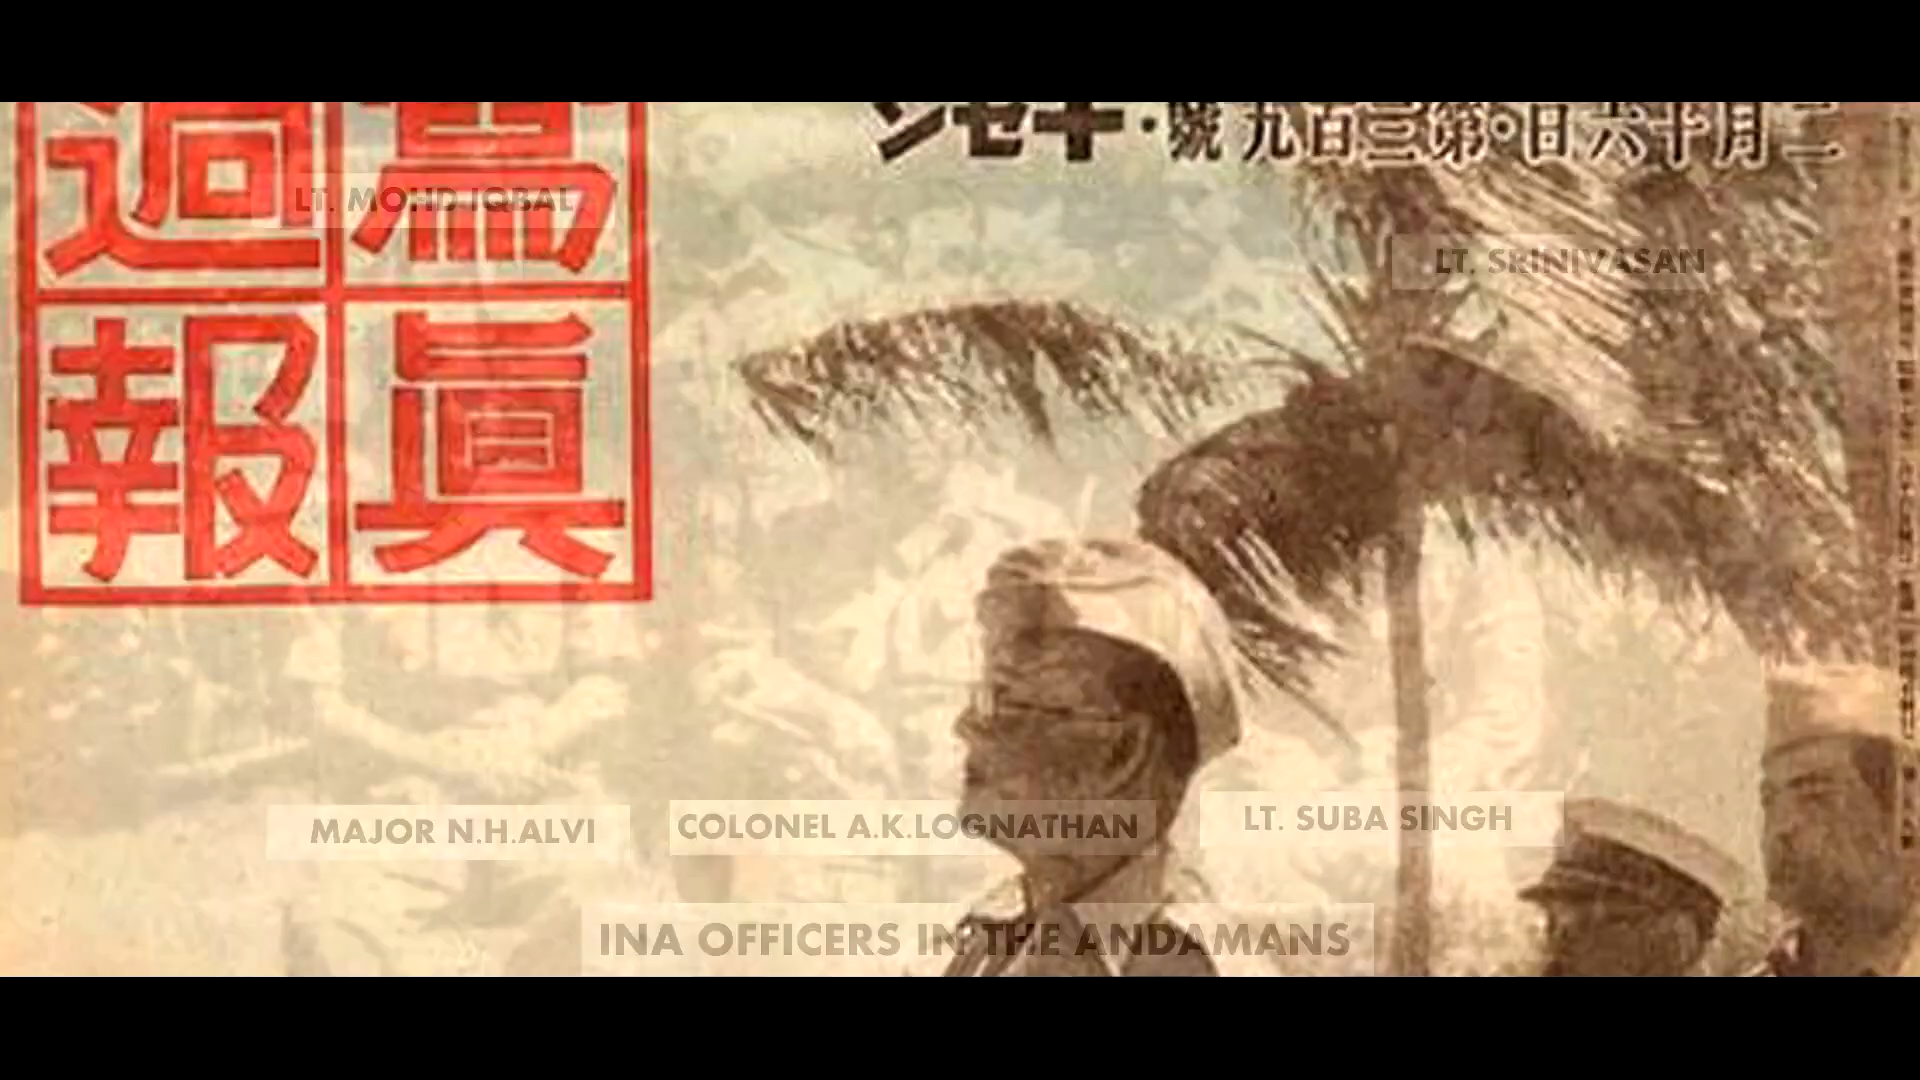 二月十六日・第三百九號・十セン
寫眞
週報
LT. MOHD IQBAL
LT. SRINIVASAN
MAJOR N.H.ALVI
COLONEL A.K.LOGNATHAN
LT. SUBA SINGH
INA OFFICERS IN THE ANDAMANS